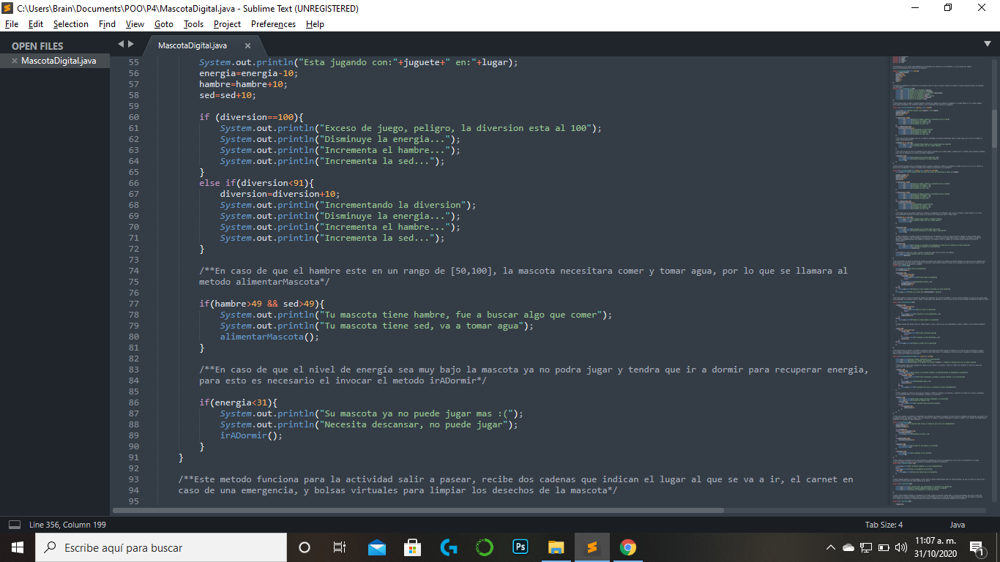 C:\Users\Brain\Documents\POO\P4\MascotaDigital.java - Sublime Text (UNREGISTERED)
File Edit Selection Find View Goto Tools Project Preferences Help
OPEN FILES
MascotaDigital.java
MascotaDigital.java
55 System.out.println("Esta jugando con:"+juguete+" en:"+lugar);
56 energia=energia-10;
57 hambre=hambre+10;
58 sed=sed+10;
59
60 if (diversion==100){
61 System.out.println("Exceso de juego, peligro, la diversion esta al 100");
62 System.out.println("Disminuye la energia...");
63 System.out.println("Incrementa el hambre...");
64 System.out.println("Incrementa la sed...");
65 }
66 else if(diversion<91){
67 diversion=diversion+10;
68 System.out.println("Incrementando la diversion");
69 System.out.println("Disminuye la energia...");
70 System.out.println("Incrementa el hambre...");
71 System.out.println("Incrementa la sed...");
72 }
73
74 /**En caso de que el hambre este en un rango de [50,100], la mascota necesitara comer y tomar agua, por lo que se llamara al
75 metodo alimentarMascota*/
76
77 if(hambre>49 && sed>49){
78 System.out.println("Tu mascota tiene hambre, fue a buscar algo que comer");
79 System.out.println("Tu mascota tiene sed, va a tomar agua");
80 alimentarMascota();
81 }
82
83 /**En caso de que el nivel de energía sea muy bajo la mascota ya no podra jugar y tendra que ir a dormir para recuperar energia,
84 para esto es necesario el invocar el metodo irADormir*/
85
86 if(energia<31){
87 System.out.println("Su mascota ya no puede jugar mas :(");
88 System.out.println("Necesita descansar, no puede jugar");
89 irADormir();
90 }
91 }
92
93 /**Este metodo funciona para la actividad salir a pasear, recibe dos cadenas que indican el lugar al que se va a ir, el carnet en
94 caso de una emergencia, y bolsas virtuales para limpiar los desechos de la mascota*/
95
Line 356, Column 199
Tab Size: 4
Java
Escribe aquí para buscar
Ps
11:07 a. m.
31/10/2020
1